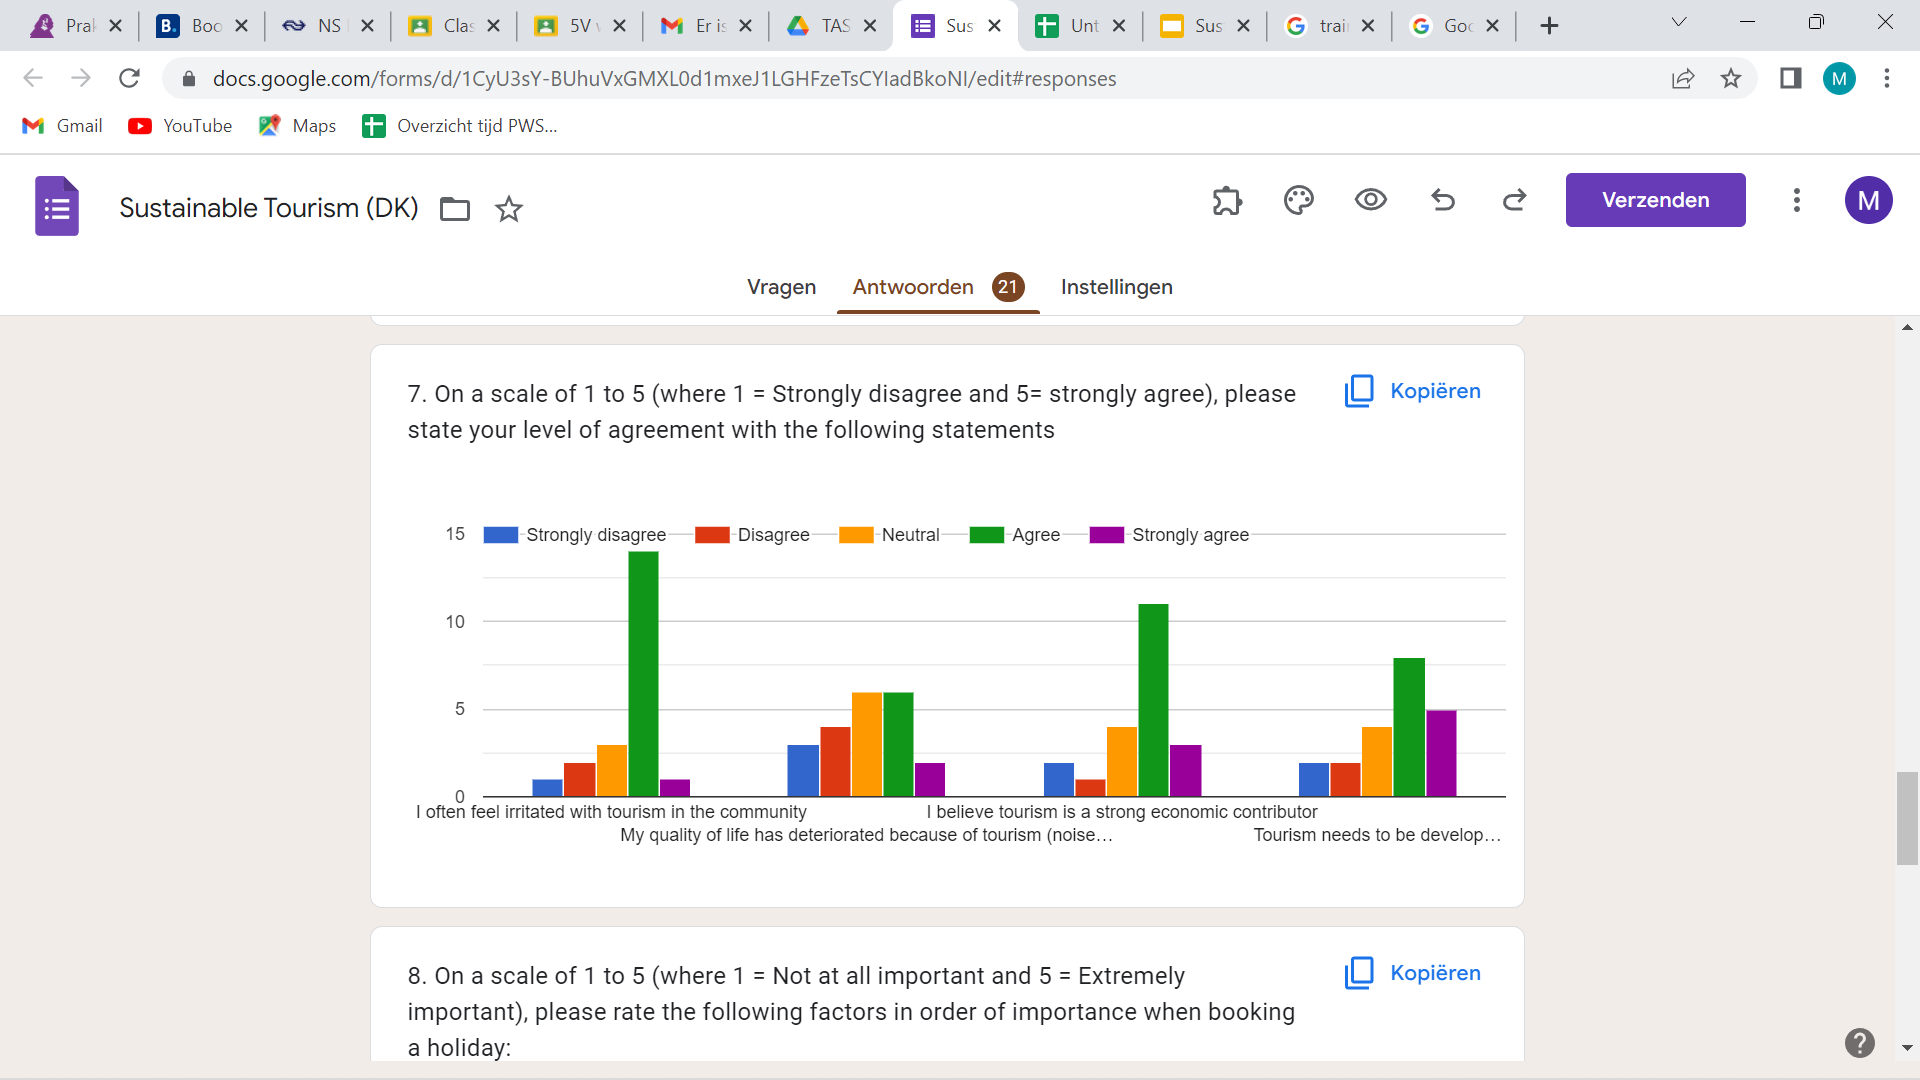 Prak
B. Boo
NS
Clas
5V
Er is
TAS
Sus
Unt
Sus
train
Goo
docs.google.com/forms/d/1CyU3sY-BUhuVxGMXL0d1mxeJ1LGHFzeTsCYIadBkoNI/edit#responses
M
Gmail
YouTube
Maps
Overzicht tijd PWS...
Sustainable Tourism (DK)
Verzenden
M
Vragen
Antwoorden 21
Instellingen
7. On a scale of 1 to 5 (where 1 = Strongly disagree and 5= strongly agree), please
state your level of agreement with the following statements
Kopiëren
15
Strongly disagree
Disagree
Neutral
Agree
Strongly agree
10
5
0
I often feel irritated with tourism in the community
My quality of life has deteriorated because of tourism (noise…
I believe tourism is a strong economic contributor
Tourism needs to be develop…
8. On a scale of 1 to 5 (where 1 = Not at all important and 5 = Extremely
important), please rate the following factors in order of importance when booking
a holiday:
Kopiëren